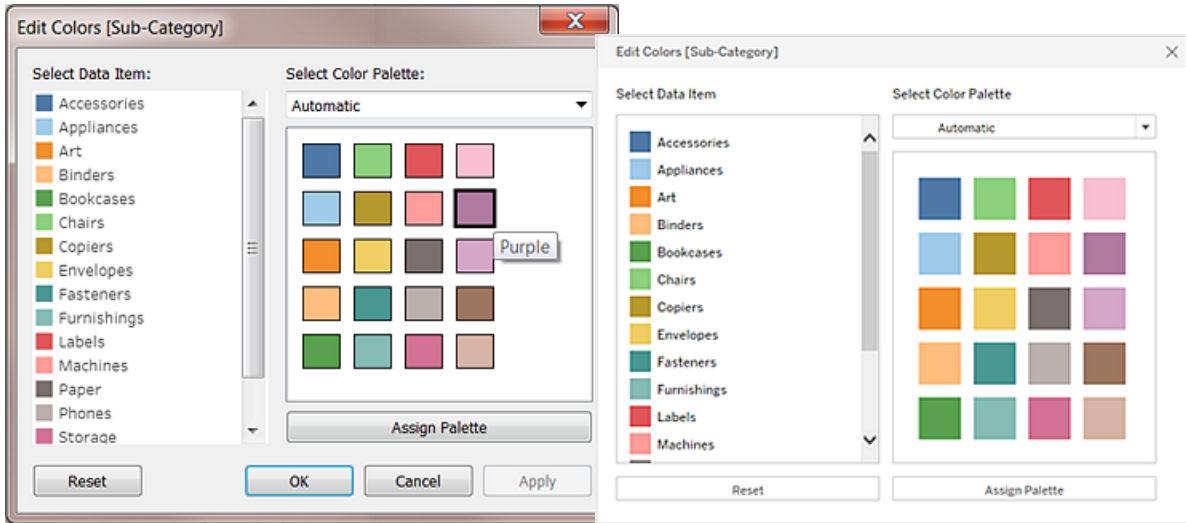 Edit Colors [Sub-Category]
Select Data Item:
Select Color Palette:
Accessories
Appliances
Art
Binders
Bookcases
Chairs
Copiers
Envelopes
Fasteners
Furnishings
Labels
Machines
Paper
Phones
Storage
Automatic
Purple
Assign Palette
Reset
OK
Cancel
Apply
Edit Colors [Sub-Category]
Select Data Item
Select Color Palette
Accessories
Appliances
Art
Binders
Bookcases
Chairs
Copiers
Envelopes
Fasteners
Furnishings
Labels
Machines
Automatic
Reset
Assign Palette